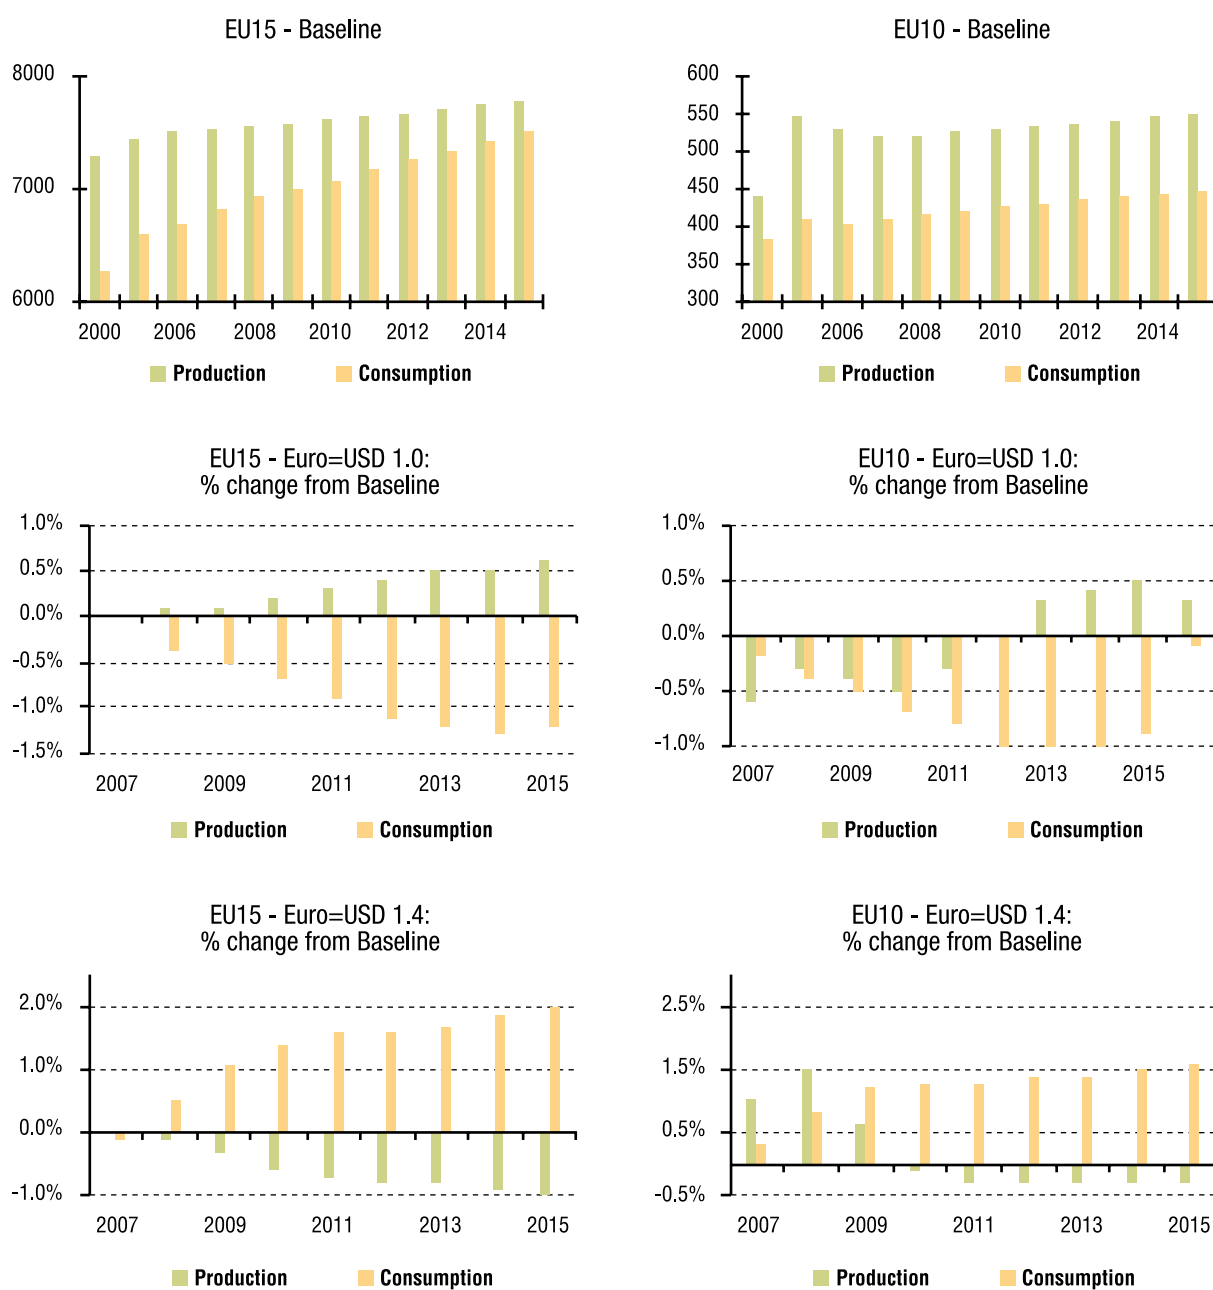 EU15 - Baseline
8000
7000
6000
2000 2006 2008 2010 2012 2014
Production Consumption
EU10 - Baseline
600
550
500
450
400
350
300
2000 2006 2008 2010 2012 2014
Production Consumption
EU15 - Euro=USD 1.0:
% change from Baseline
1.0%
0.5%
0.0%
-0.5%
-1.0%
-1.5%
2007 2009 2011 2013 2015
Production Consumption
EU10 - Euro=USD 1.0:
% change from Baseline
1.0%
0.5%
0.0%
-0.5%
-1.0%
2007 2009 2011 2013 2015
Production Consumption
EU15 - Euro=USD 1.4:
% change from Baseline
2.0%
1.0%
0.0%
-1.0%
2007 2009 2011 2013 2015
Production Consumption
EU10 - Euro=USD 1.4:
% change from Baseline
2.5%
1.5%
0.5%
-0.5%
2007 2009 2011 2013 2015
Production Consumption